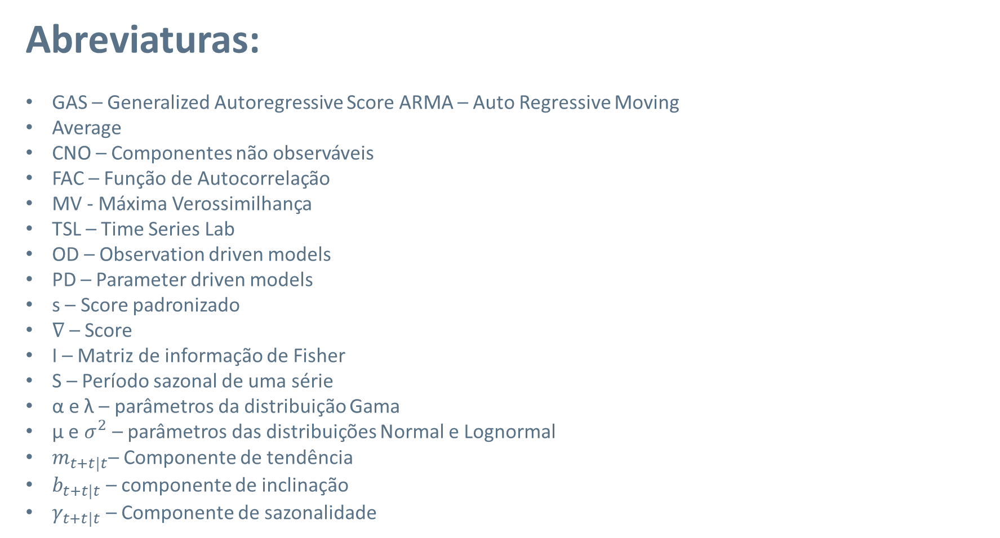 Abreviaturas:
• GAS – Generalized Autoregressive Score ARMA – Auto Regressive Moving
• Average
• CNO – Componentes não observáveis
• FAC – Função de Autocorrelação
• MV - Máxima Verossimilhança
• TSL – Time Series Lab
• OD – Observation driven models
• PD – Parameter driven models
• s – Score padronizado
• ∇ – Score
• I – Matriz de informação de Fisher
• S – Período sazonal de uma série
• α e λ – parâmetros da distribuição Gama
• μ e $\sigma^2$ – parâmetros das distribuições Normal e Lognormal
• $m_{t+t|t}$– Componente de tendência
• $b_{t+t|t}$ – componente de inclinação
• $\gamma_{t+t|t}$ – Componente de sazonalidade